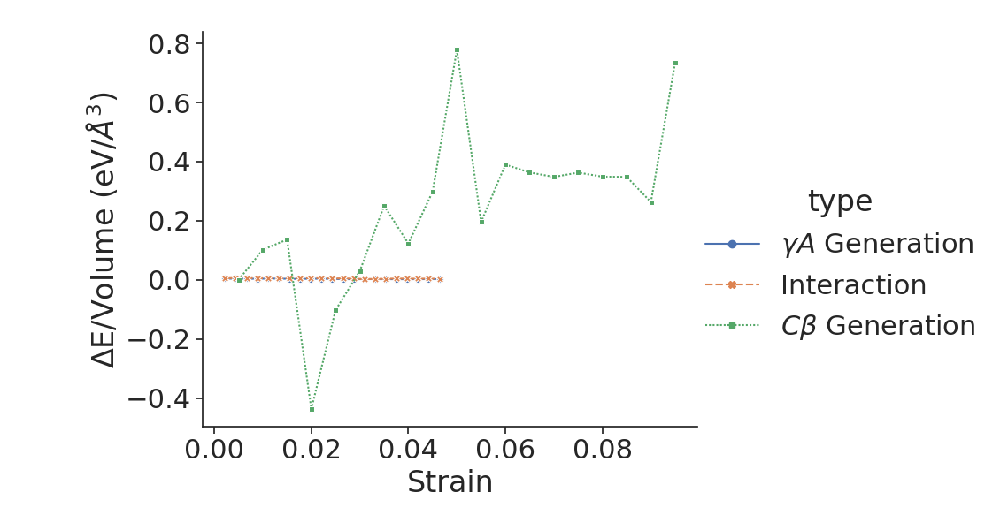 0.8
0.6
0.4
0.2
0.0
−0.2
−0.4
ΔE/Volume (eV/Å³)
0.00 0.02 0.04 0.06 0.08
Strain
type
γA Generation
Interaction
Cβ Generation